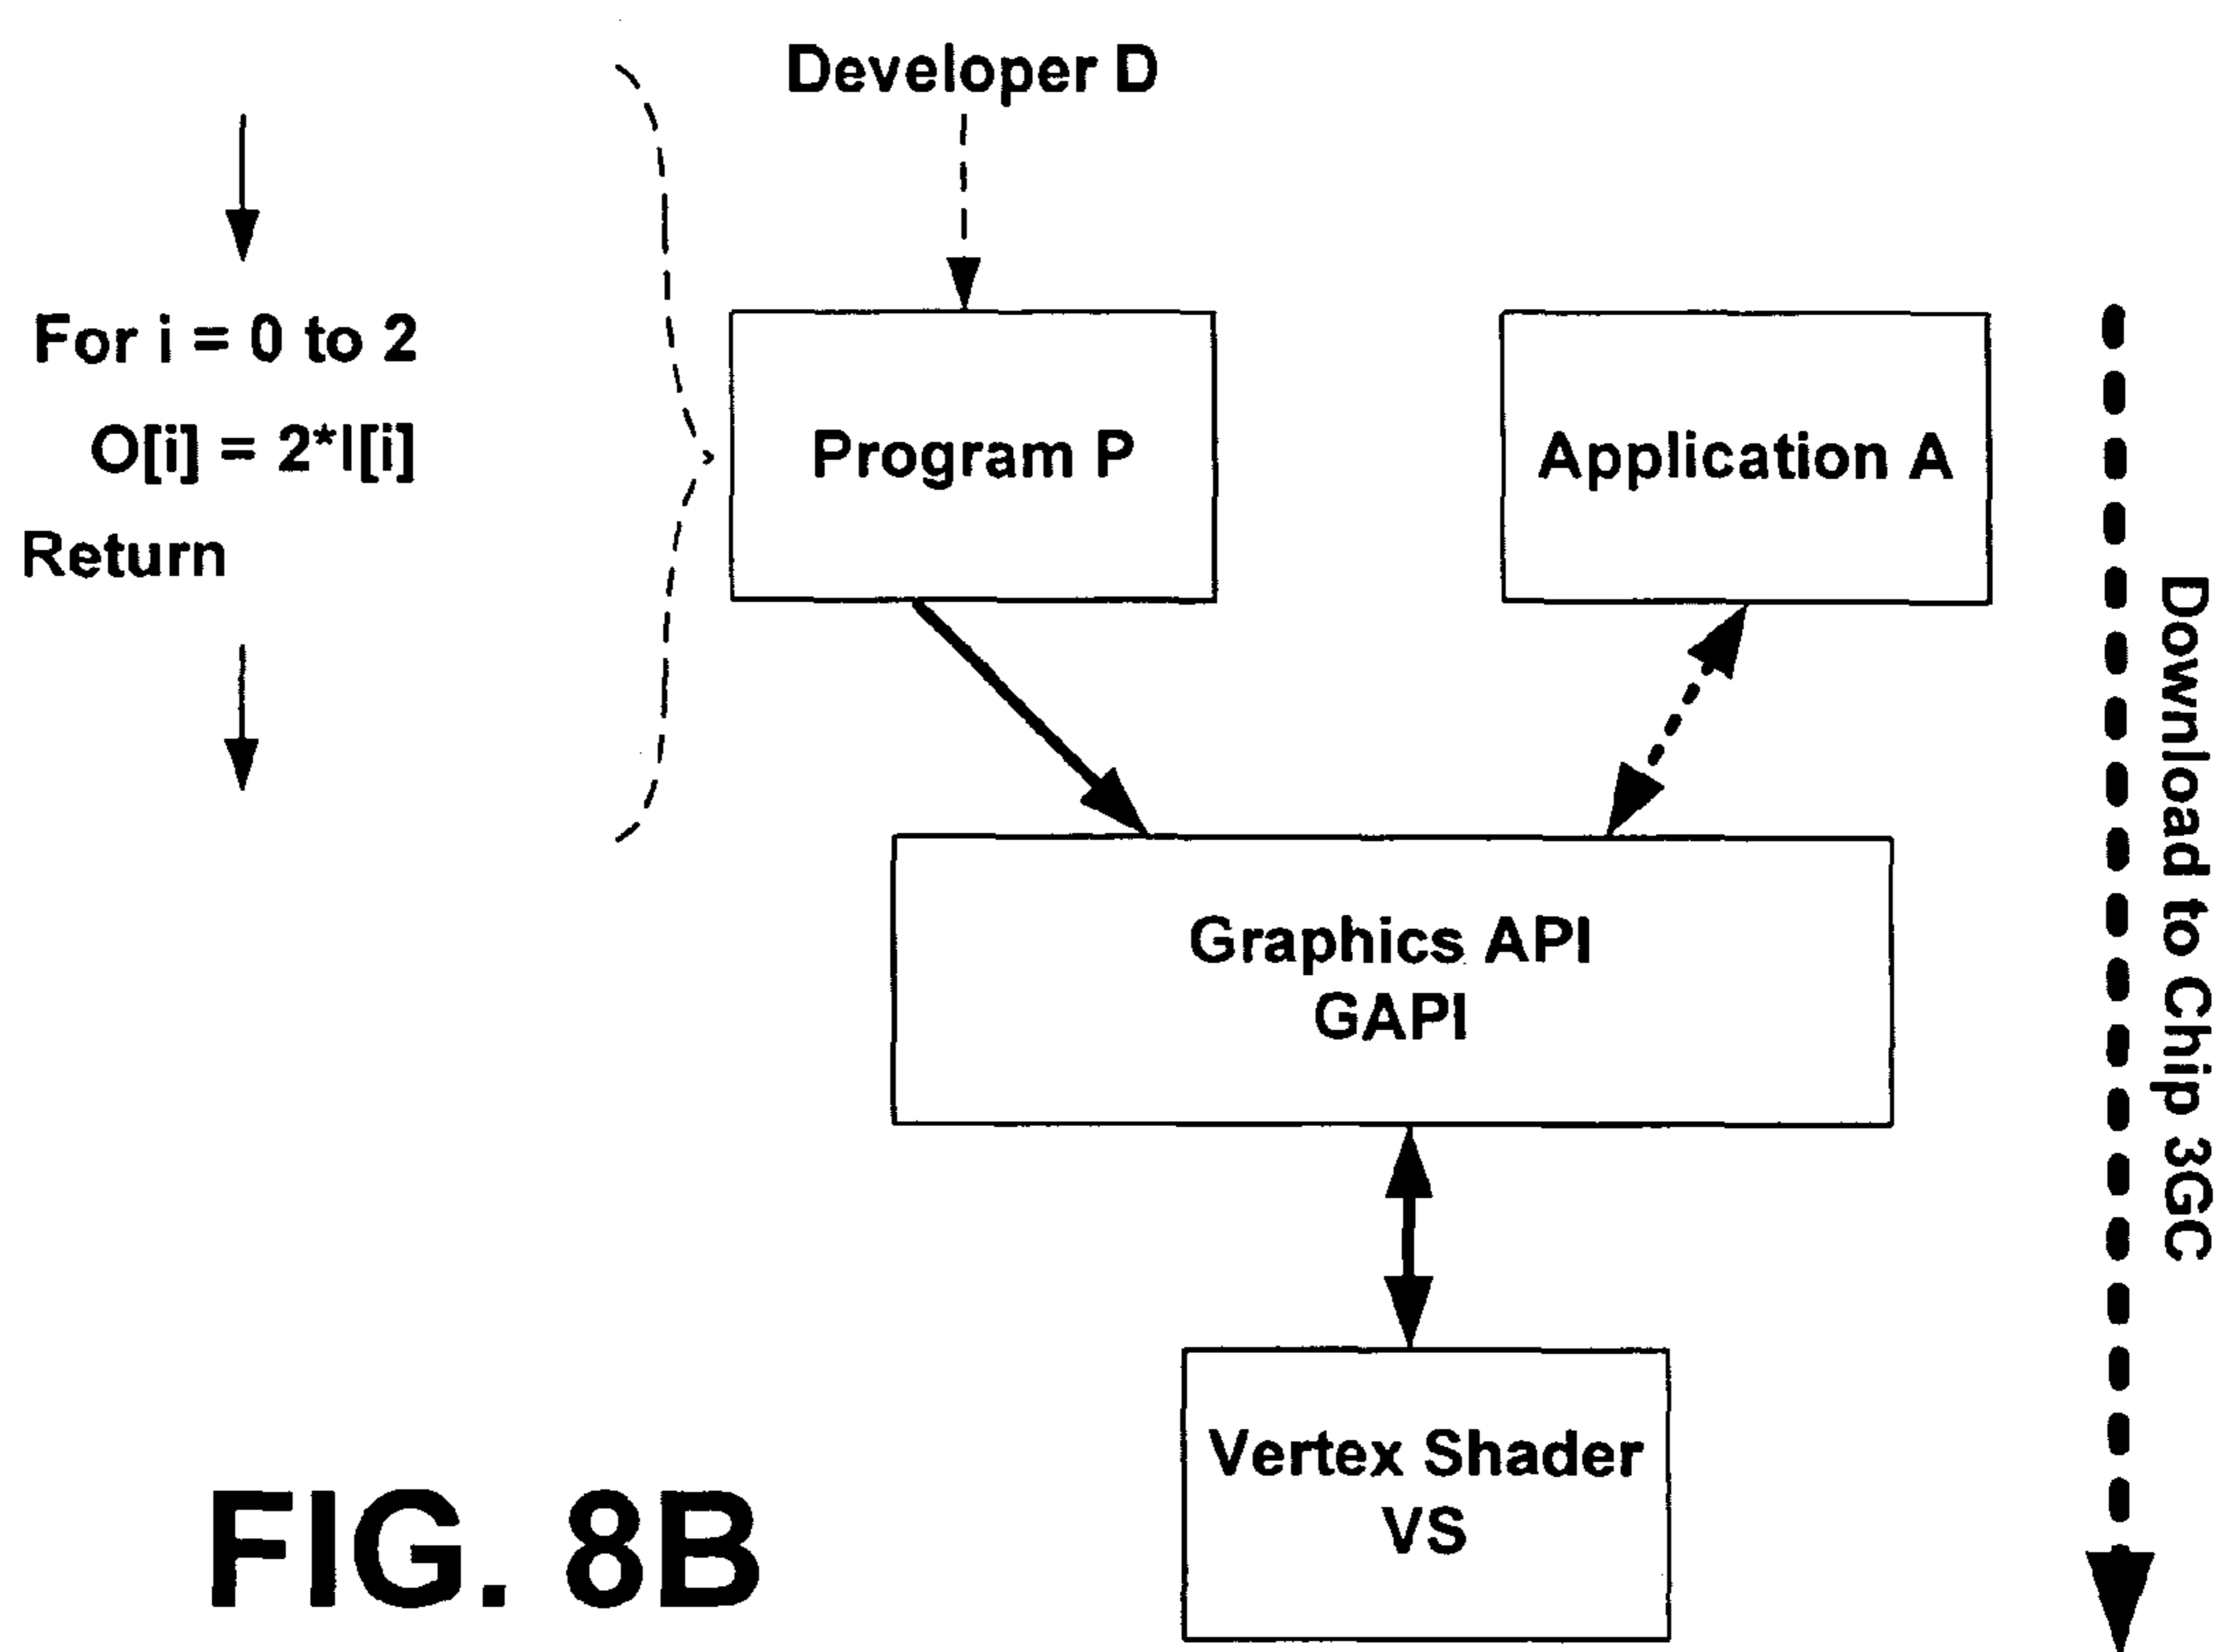 Developer D
For i = 0 to 2
O[i] = 2*I[i]
Return
Program P
Application A
Graphics API
GAPI
Vertex Shader
VS
Download to Chip 3GC
FIG. 8B